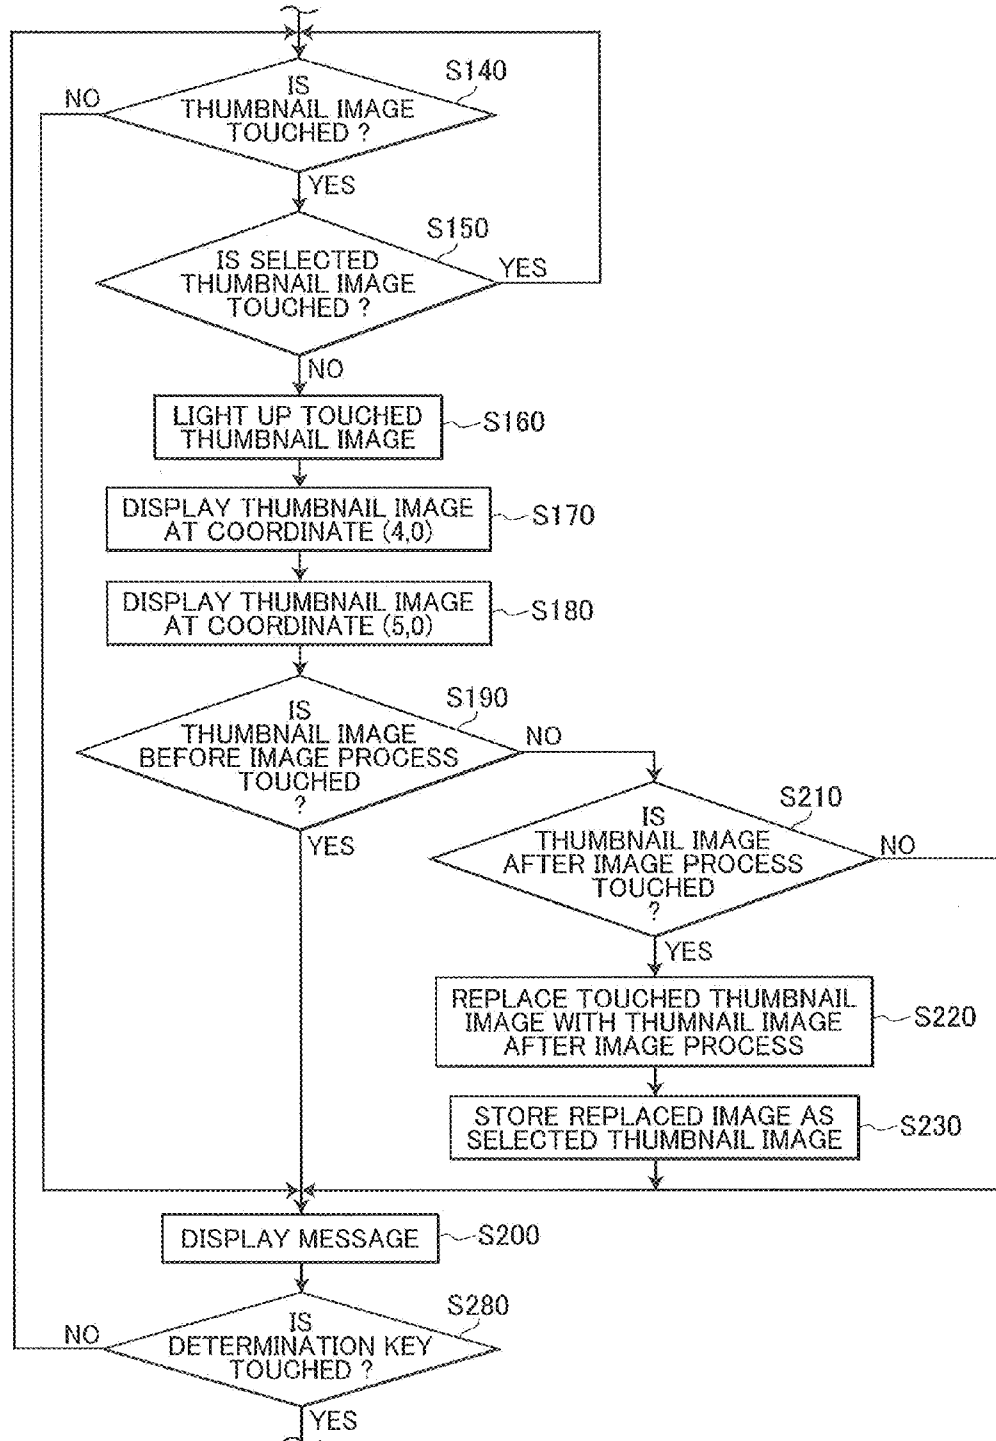 S140
IS
THUMBNAIL IMAGE
TOUCHED ?
NO
YES
S150
IS SELECTED
THUMBNAIL IMAGE
TOUCHED ?
YES
NO
LIGHT UP TOUCHED
THUMBNAIL IMAGE
S160
DISPLAY THUMBNAIL IMAGE
AT COORDINATE (4,0)
S170
DISPLAY THUMBNAIL IMAGE
AT COORDINATE (5,0)
S180
S190
IS
THUMBNAIL IMAGE
BEFORE IMAGE PROCESS
TOUCHED
?
NO
YES
S210
IS
THUMBNAIL IMAGE
AFTER IMAGE PROCESS
TOUCHED
?
NO
YES
REPLACE TOUCHED THUMBNAIL
IMAGE WITH THUMNAIL IMAGE
AFTER IMAGE PROCESS
S220
STORE REPLACED IMAGE AS
SELECTED THUMBNAIL IMAGE
S230
DISPLAY MESSAGE
S200
S280
IS
DETERMINATION KEY
TOUCHED ?
NO
YES